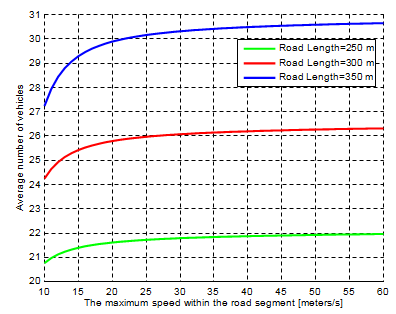 31
30
29
28
27
26
25
24
23
22
21
20
Average number of vehicles
Road Length=250 m
Road Length=300 m
Road Length=350 m
10 15 20 25 30 35 40 45 50 55 60
The maximum speed within the road segment [meters/s]